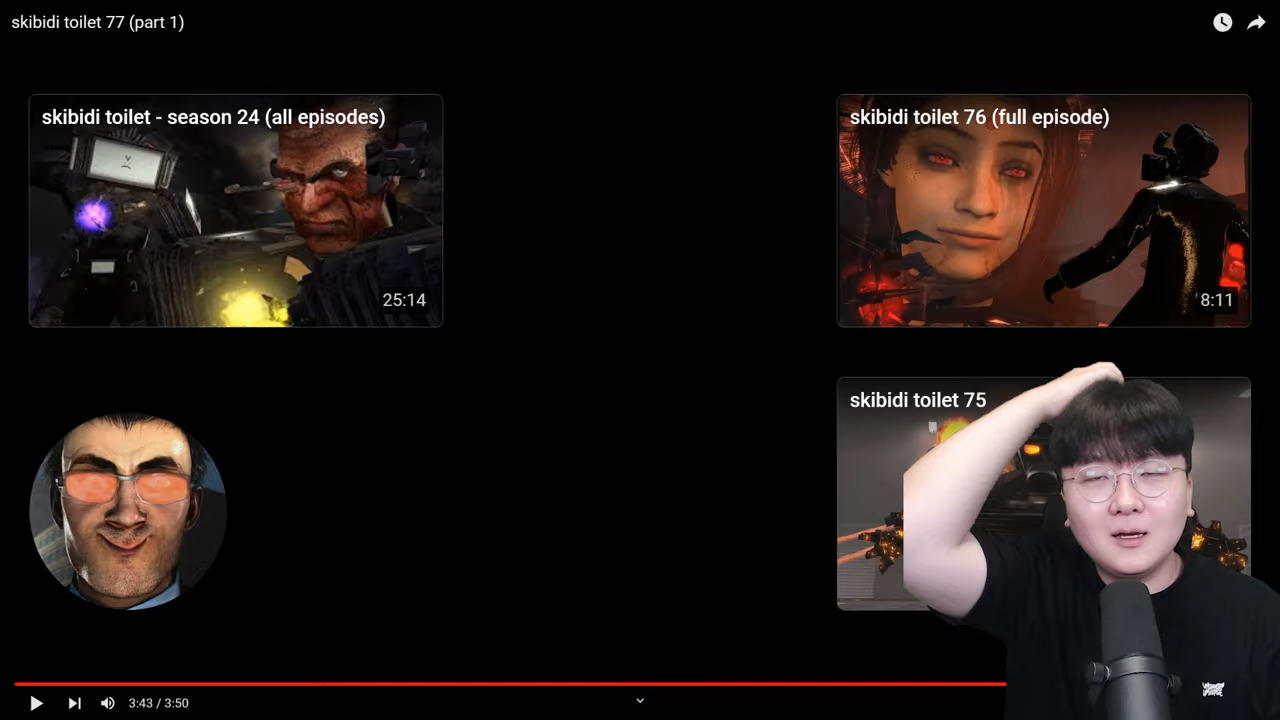 skibidi toilet 77 (part 1)
skibidi toilet - season 24 (all episodes)
25:14
skibidi toilet 76 (full episode)
8:11
skibidi toilet 75
3:43 / 3:50